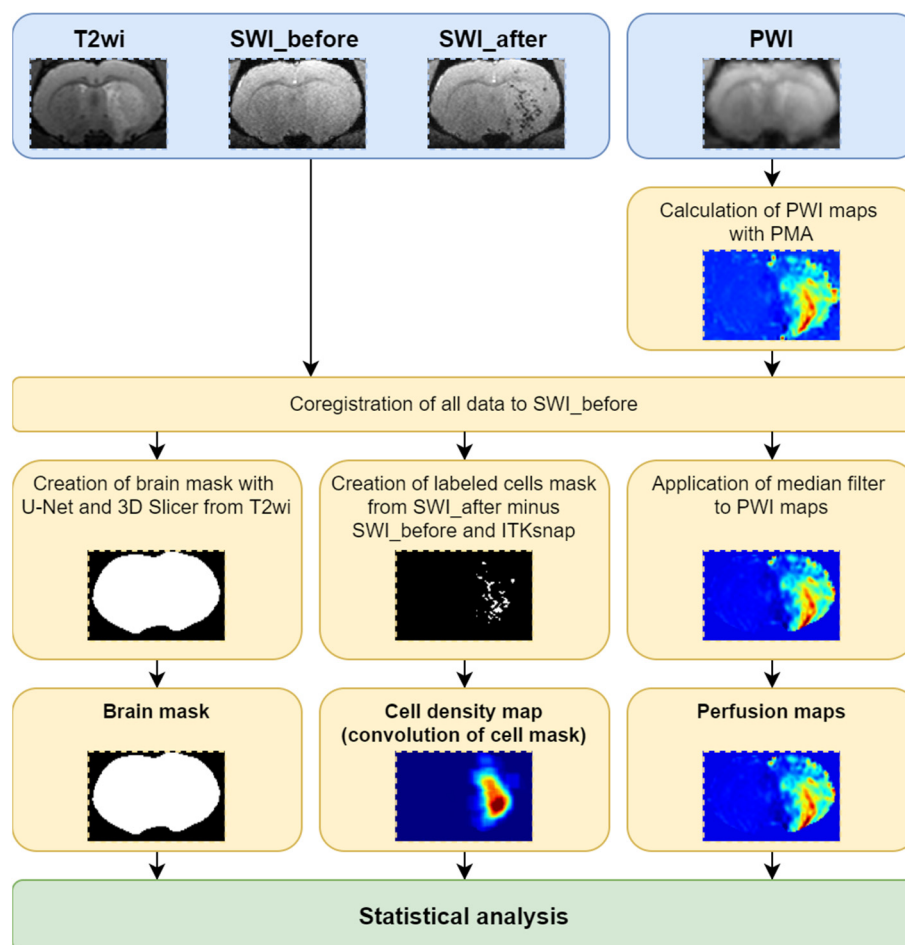 T2wi
SWI_before
SWI_after
PWI
Calculation of PWI maps
with PMA
Coregistration of all data to SWI_before
Creation of brain mask with
U-Net and 3D Slicer from T2wi
Creation of labeled cells mask
from SWI_after minus
SWI_before and ITKsnap
Application of median filter
to PWI maps
Brain mask
Cell density map
(convolution of cell mask)
Perfusion maps
Statistical analysis